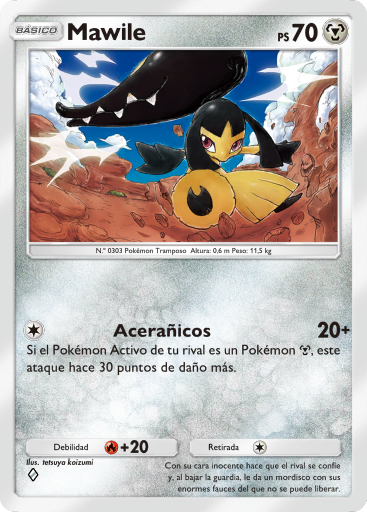 BÁSICO Mawile PS 70
N.º 0303 Pokémon Tramposo Altura: 0,6 m Peso: 11,5 kg
Acerañicos 20+
Si el Pokémon Activo de tu rival es un Pokémon , este
ataque hace 30 puntos de daño más.
Debilidad +20 Retirada
Ilus. tetsuya koizumi
Con su cara inocente hace que el rival se confíe
y, al bajar la guardia, le da un mordisco con sus
enormes fauces del que no se puede liberar.